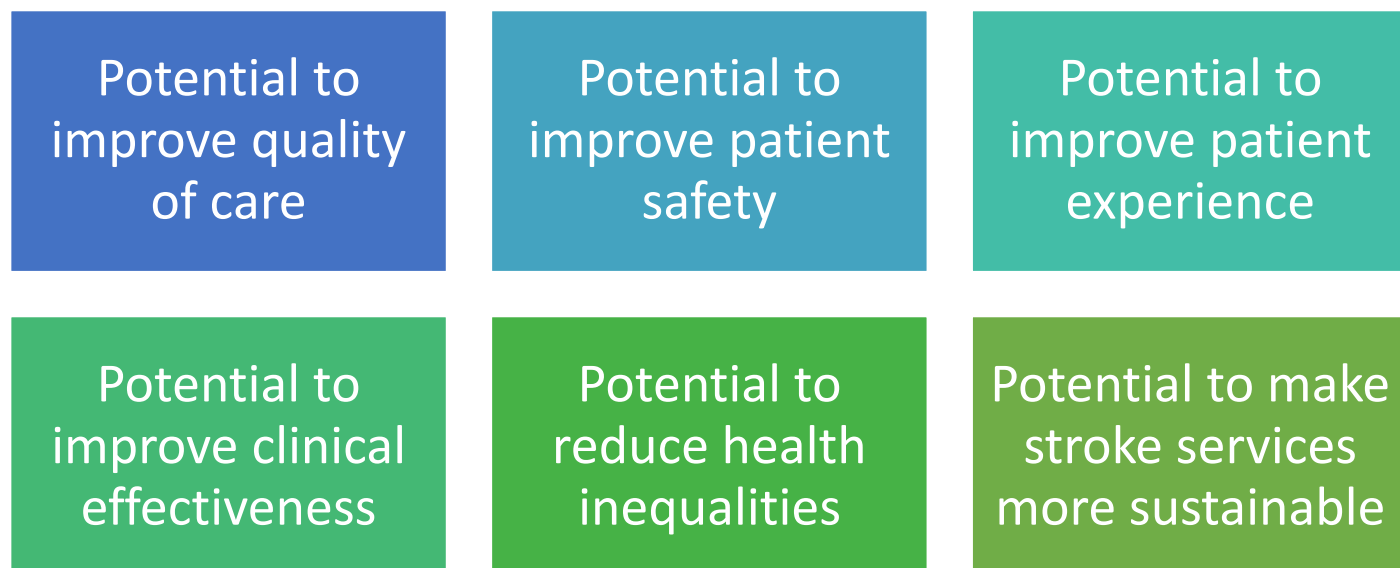 Potential to
improve quality
of care
Potential to
improve patient
safety
Potential to
improve patient
experience
Potential to
improve clinical
effectiveness
Potential to
reduce health
inequalities
Potential to make
stroke services
more sustainable